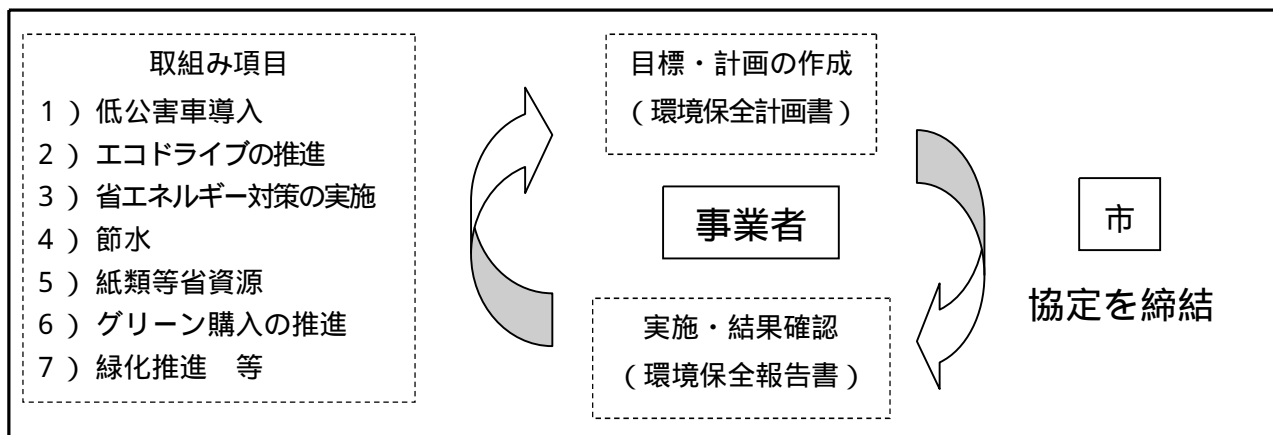 取組み項目
1 ) 低公害車導入
2 ) エコドライブの推進
3 ) 省エネルギー対策の実施
4 ) 節水
5 ) 紙類等省資源
6 ) グリーン購入の推進
7 ) 緑化推進　等
目標・計画の作成
( 環境保全計画書 )
事業者
実施・結果確認
( 環境保全報告書 )
市
協定を締結